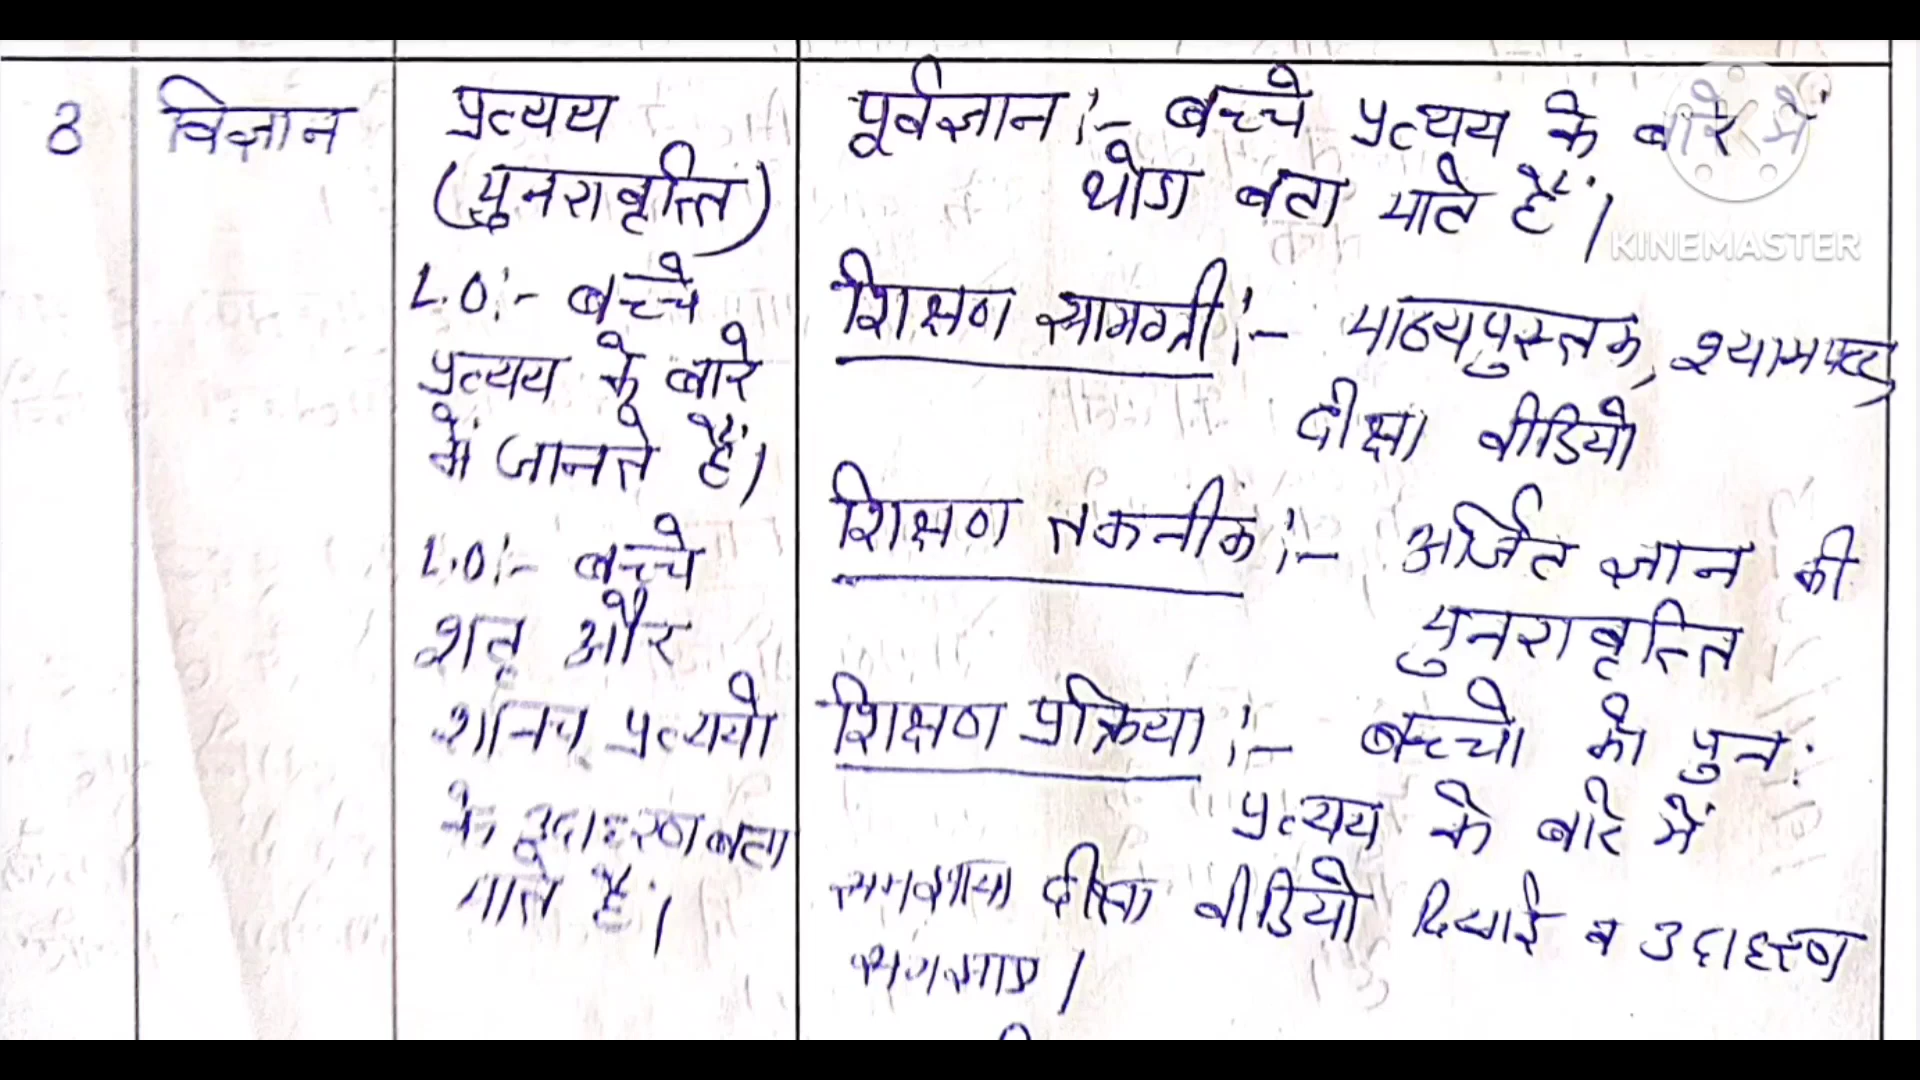 8
विज्ञान
प्रत्यय
(पुनरावृत्ति)
L.O:- बच्चे
प्रत्यय के बारे
में जानते हैं।
L.O:- बच्चे
शतृ और
शानच् प्रत्ययो
के उदाहरण बता
पाते है।
पूर्वज्ञान:- बच्चे प्रत्यय के बारे में
थोडा बता पाते हैं।
शिक्षण सामग्री:- पाठ्यपुस्तक, श्यामपट्ट,
दीक्षा वीडियो
शिक्षण तकनीक:- अर्जित ज्ञान की
पुनरावृत्ति
शिक्षण प्रक्रिया:- बच्चो को पुन:
प्रत्यय के बारे में
समझाया दीक्षा वीडियो दिखाई व उदाहरण
समझाए।
KINEMASTER